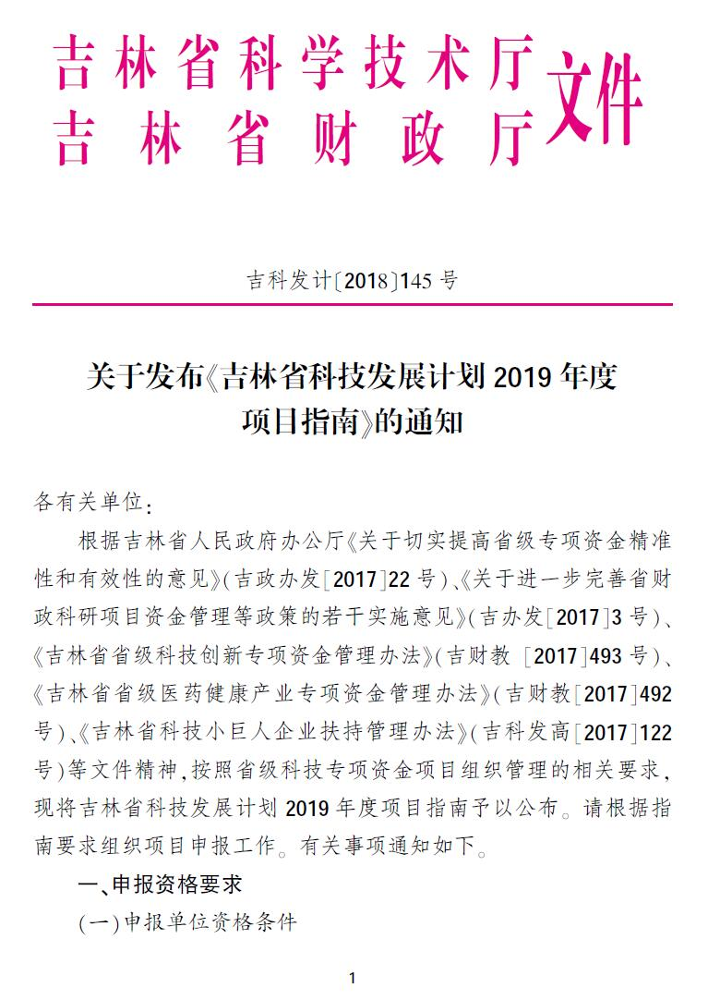 吉林省科学技术厅
吉林省财政厅
文件
吉科发计〔2018〕145 号
关于发布《吉林省科技发展计划 2019 年度
项目指南》的通知
各有关单位:
根据吉林省人民政府办公厅《关于切实提高省级专项资金精准
性和有效性的意见》(吉政办发[2017]22 号)、《关于进一步完善省财
政科研项目资金管理等政策的若干实施意见》(吉办发[2017]3 号)、
《吉林省省级科技创新专项资金管理办法》(吉财教 [2017]493 号)、
《吉林省省级医药健康产业专项资金管理办法》(吉财教[2017]492
号)、《吉林省科技小巨人企业扶持管理办法》(吉科发高[2017]122
号)等文件精神,按照省级科技专项资金项目组织管理的相关要求,
现将吉林省科技发展计划 2019 年度项目指南予以公布。请根据指
南要求组织项目申报工作。有关事项通知如下。
一、申报资格要求
(一)申报单位资格条件
1